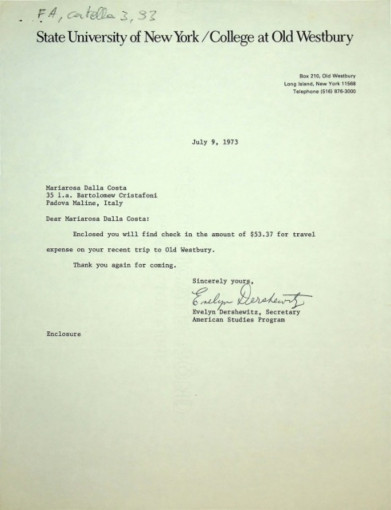 FA, cartella 3, 93
State University of New York/College at Old Westbury
Box 210, Old Westbury
Long Island, New York 11568
Telephone (516) 876-3000
July 9, 1973
Mariarosa Dalla Costa
35 l.a. Bartolomew Cristafoni
Padova Maline, Italy
Dear Mariarosa Dalla Costa:
Enclosed you will find check in the amount of $53.37 for travel
expense on your recent trip to Old Westbury.
Thank you again for coming.
Sincerely yours,
Evelyn Dershewitz
Evelyn Dershewitz, Secretary
American Studies Program
Enclosure